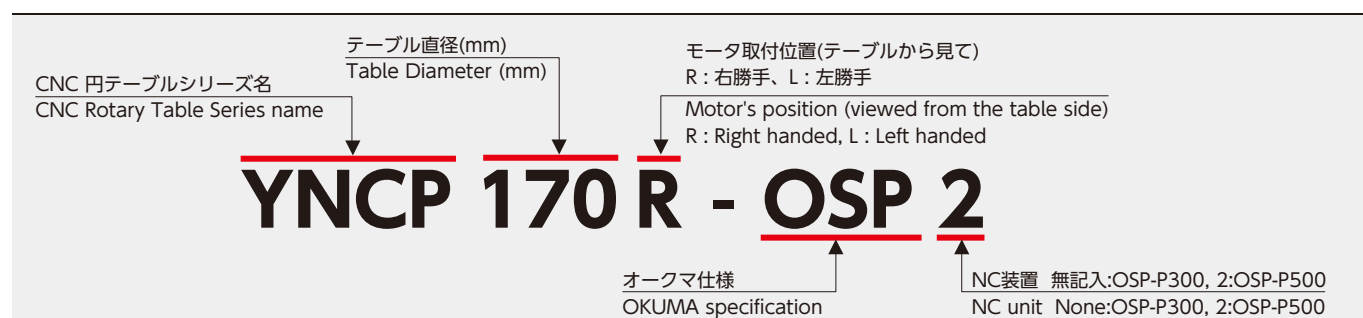 テーブル直径(mm)
Table Diameter (mm)
モータ取付位置(テーブルから見て)
R : 右勝手、L : 左勝手
Motor's position (viewed from the table side)
R : Right handed, L : Left handed
CNC 円テーブルシリーズ名
CNC Rotary Table Series name
YNCP 170 R - OSP 2
オークマ仕様
OKUMA specification
NC装置 無記入:OSP-P300, 2:OSP-P500
NC unit None:OSP-P300, 2:OSP-P500